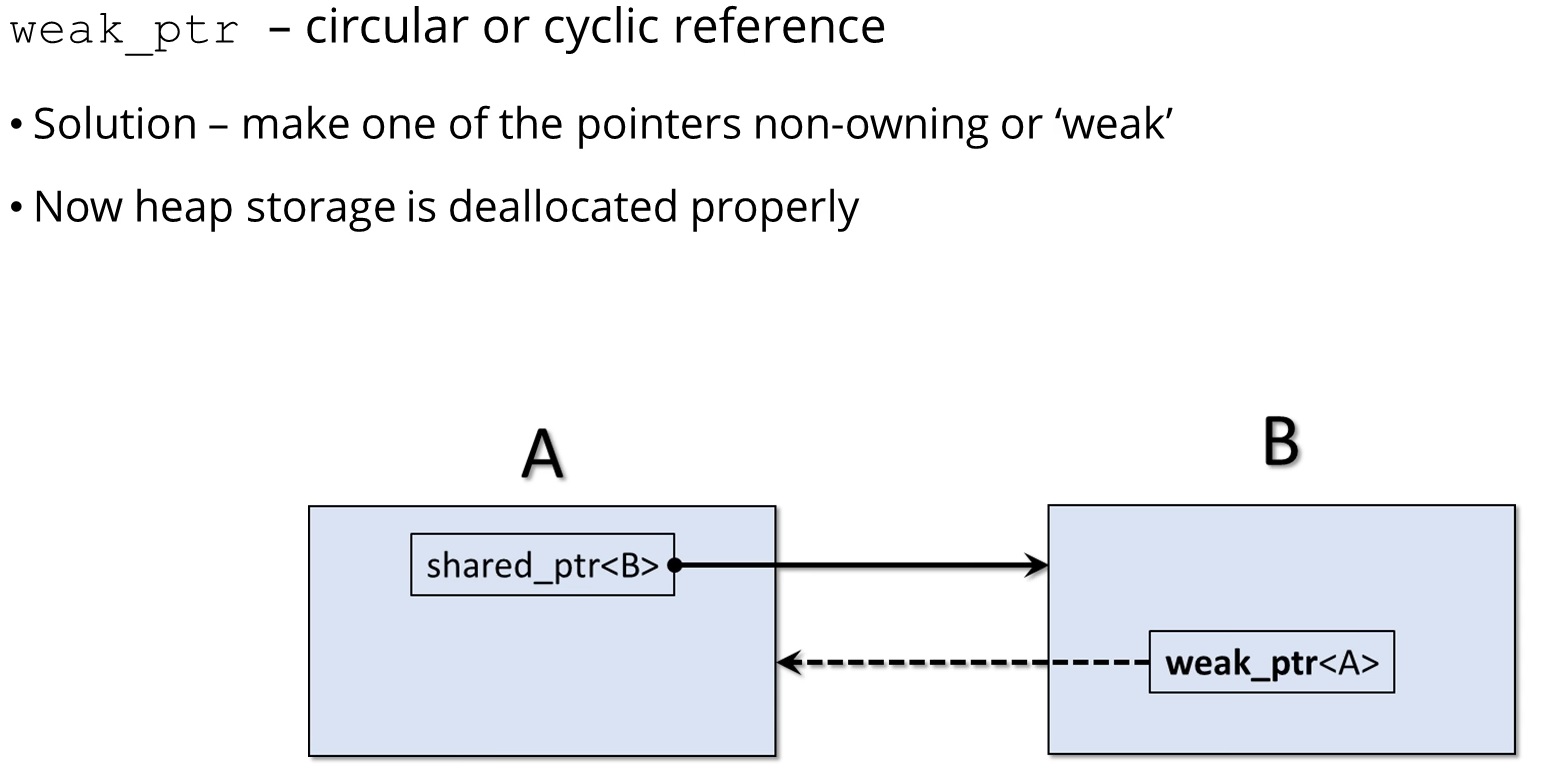 weak_ptr – circular or cyclic reference
• Solution – make one of the pointers non-owning or ‘weak’
• Now heap storage is deallocated properly
A
B
shared_ptr<B>
weak_ptr<A>